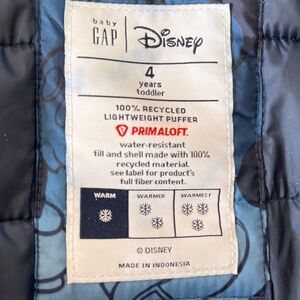 baby
GAP
Disney
4
years
toddler
100% RECYCLED
LIGHTWEIGHT PUFFER
PRIMALOFT.
water-resistant
fill and shell made with 100%
recycled material.
see label for product's
full fiber content.
WARM WARMER WARMEST
© DISNEY
MADE IN INDONESIA